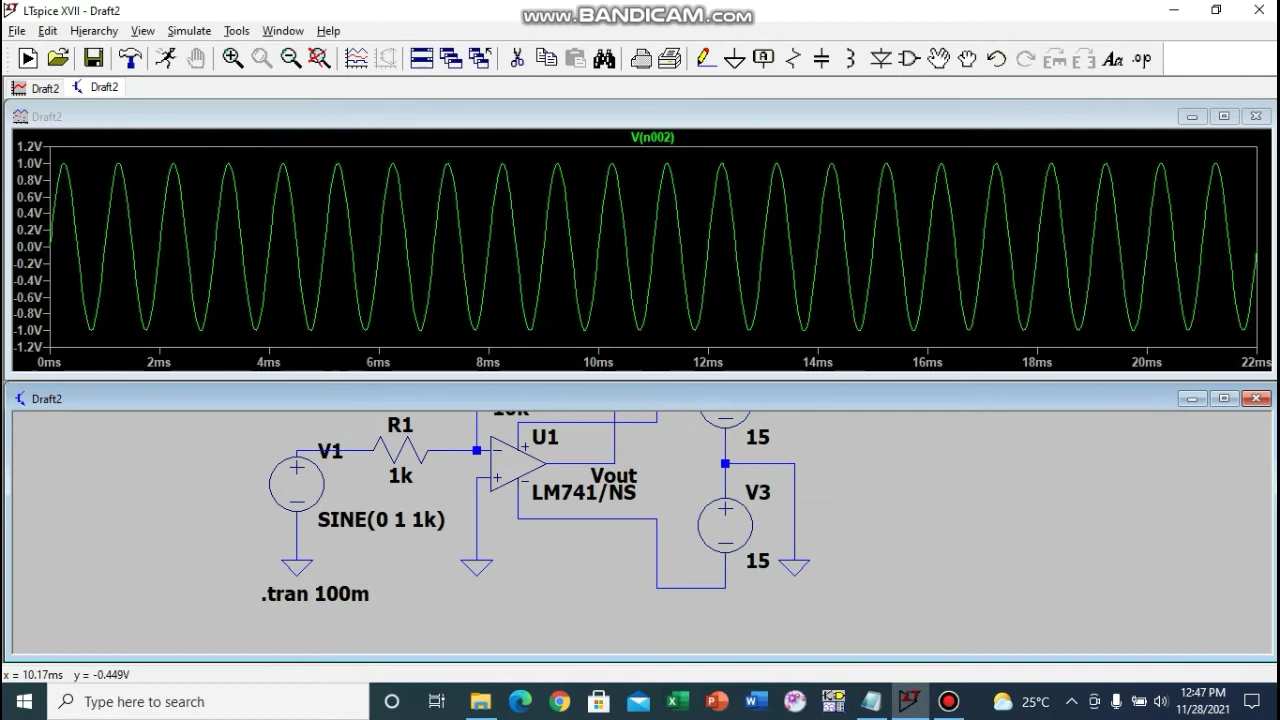 LTspice XVII - Draft2
www.BANDICAM.com
File Edit Hierarchy View Simulate Tools Window Help
A Aa .op
Draft2 Draft2
Draft2
V(n002)
1.2V
1.0V
0.8V
0.6V
0.4V
0.2V
0.0V
-0.2V
-0.4V
-0.6V
-0.8V
-1.0V
-1.2V
0ms 2ms 4ms 6ms 8ms 10ms 12ms 14ms 16ms 18ms 20ms 22ms
Draft2
R1
U1
15
V1
1k
Vout
LM741/NS
V3
SINE(0 1 1k)
15
.tran 100m
x = 10.17ms y = -0.449V
Type here to search
25°C
12:47 PM
11/28/2021